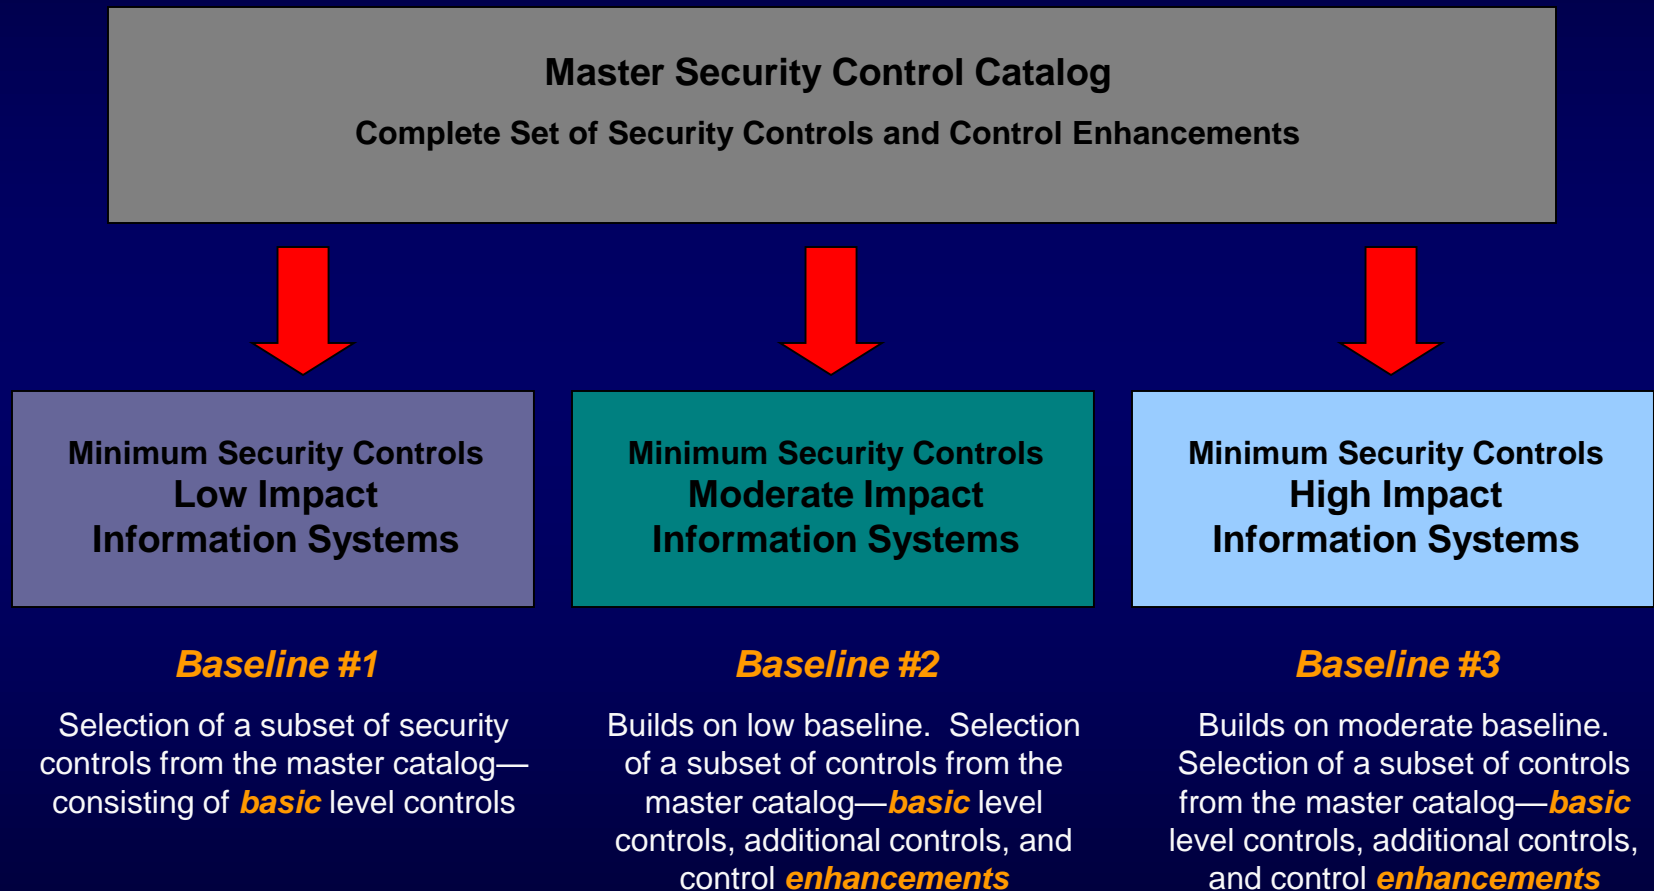 Master Security Control Catalog
Complete Set of Security Controls and Control Enhancements
Minimum Security Controls
Low Impact
Information Systems
Minimum Security Controls
Moderate Impact
Information Systems
Minimum Security Controls
High Impact
Information Systems
Baseline #1
Selection of a subset of security
controls from the master catalog—
consisting of basic level controls
Baseline #2
Builds on low baseline.  Selection
of a subset of controls from the
master catalog—basic level
controls, additional controls, and
control enhancements
Baseline #3
Builds on moderate baseline.
Selection of a subset of controls
from the master catalog—basic
level controls, additional controls,
and control enhancements